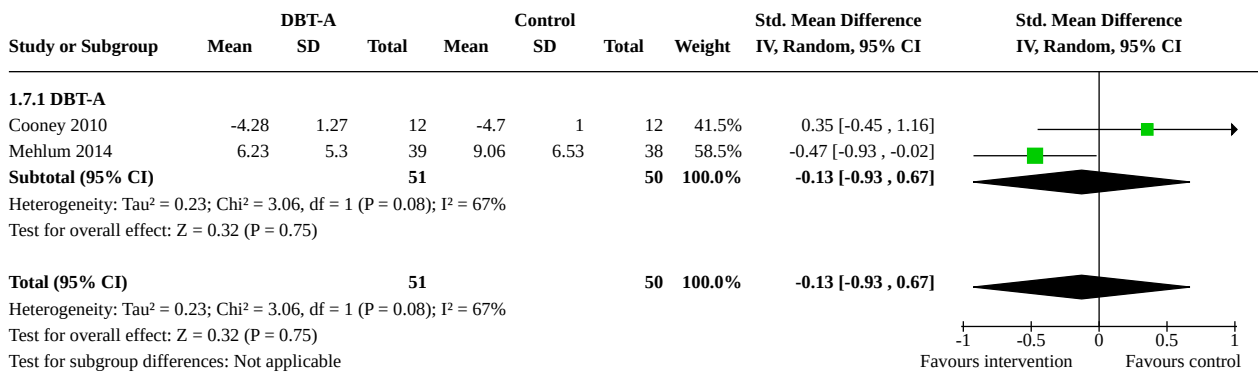 DBT-A Control Std. Mean Difference Std. Mean Difference
Study or Subgroup Mean SD Total Mean SD Total Weight IV, Random, 95% CI IV, Random, 95% CI
1.7.1 DBT-A
Cooney 2010 -4.28 1.27 12 -4.7 1 12 41.5% 0.35 [-0.45 , 1.16]
Mehlum 2014 6.23 5.3 39 9.06 6.53 38 58.5% -0.47 [-0.93 , -0.02]
Subtotal (95% CI) 51 50 100.0% -0.13 [-0.93 , 0.67]
Heterogeneity: Tau² = 0.23; Chi² = 3.06, df = 1 (P = 0.08); I² = 67%
Test for overall effect: Z = 0.32 (P = 0.75)
Total (95% CI) 51 50 100.0% -0.13 [-0.93 , 0.67]
Heterogeneity: Tau² = 0.23; Chi² = 3.06, df = 1 (P = 0.08); I² = 67%
Test for overall effect: Z = 0.32 (P = 0.75)
-1 -0.5 0 0.5 1
Test for subgroup differences: Not applicable Favours intervention Favours control